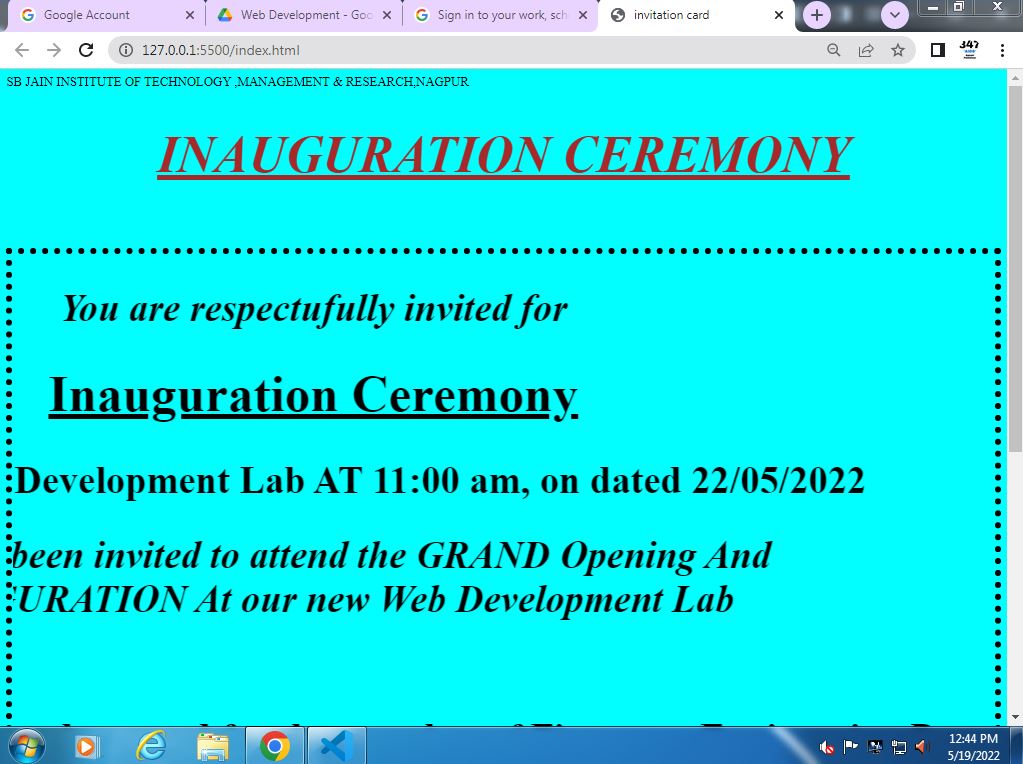 Google Account
Web Development - Goo
Sign in to your work, sch
invitation card
127.0.0.1:5500/index.html
SB JAIN INSTITUTE OF TECHNOLOGY ,MANAGEMENT & RESEARCH,NAGPUR
INAUGURATION CEREMONY
You are respectufully invited for
Inauguration Ceremony
Development Lab AT 11:00 am, on dated 22/05/2022
been invited to attend the GRAND Opening And
URATION At our new Web Development Lab
12:44 PM
5/19/2022